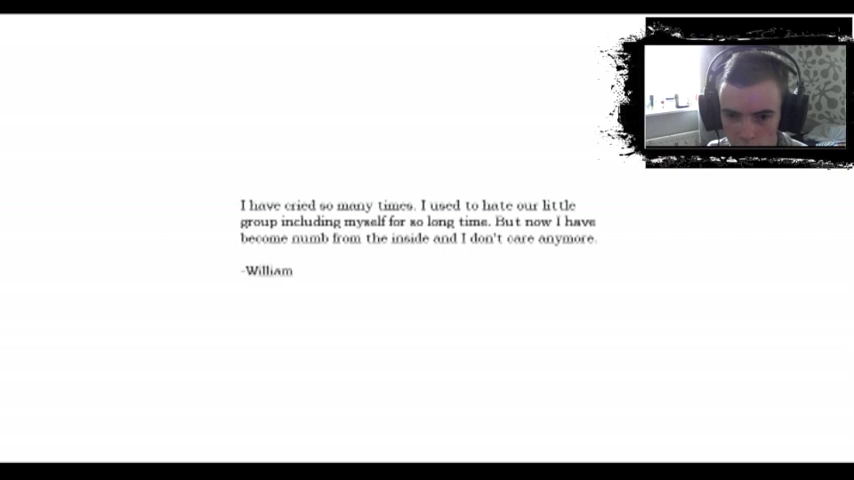 I have cried so many times. I used to hate our little
group including myself for so long time. But now I have
become numb from the inside and I don't care anymore.
-William